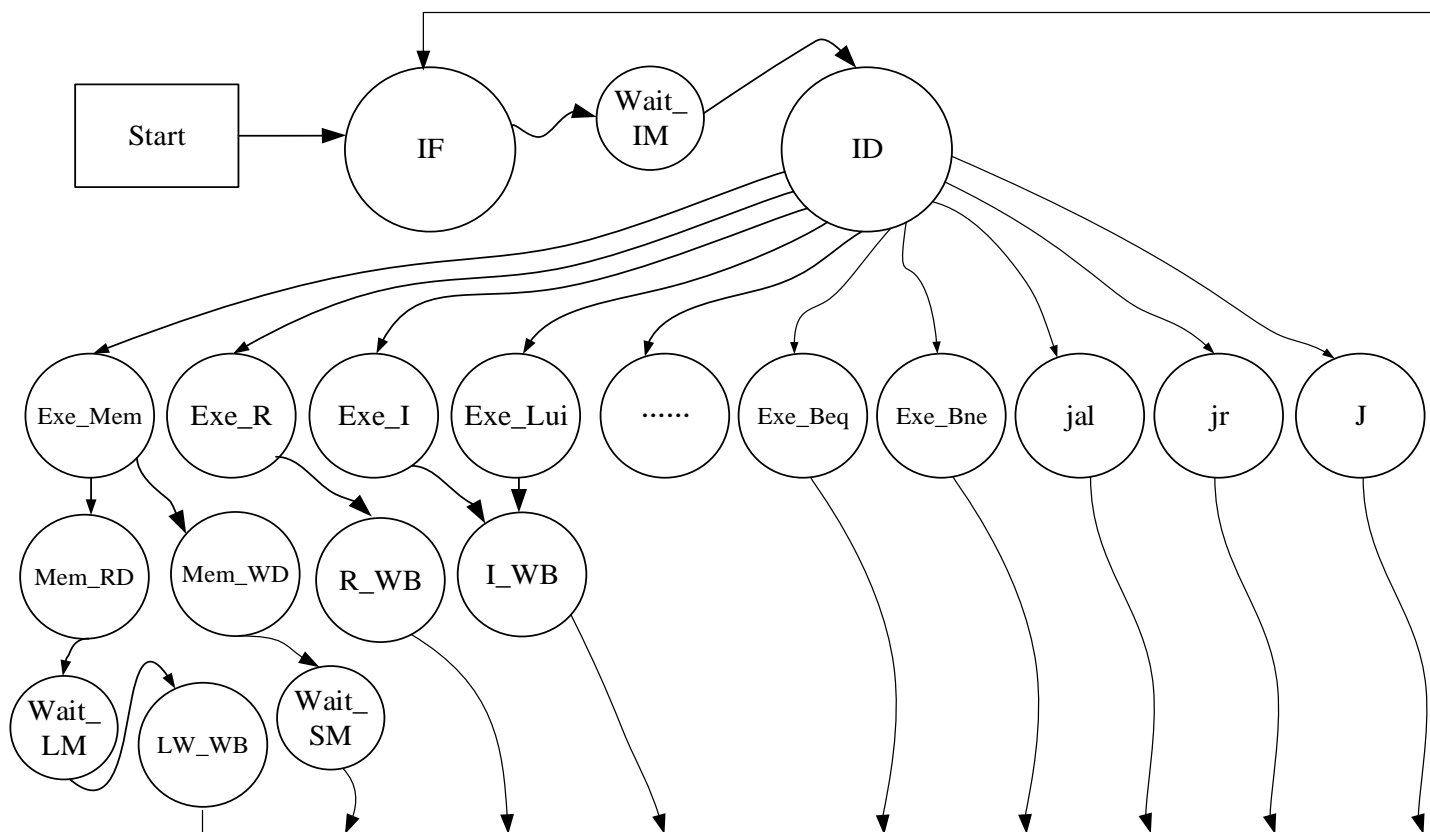 Start
IF
Wait_
IM
ID
Exe_Mem
Exe_R
Exe_I
Exe_Lui
......
Exe_Beq
Exe_Bne
jal
jr
J
Mem_RD
Mem_WD
R_WB
I_WB
Wait_
LM
LW_WB
Wait_
SM